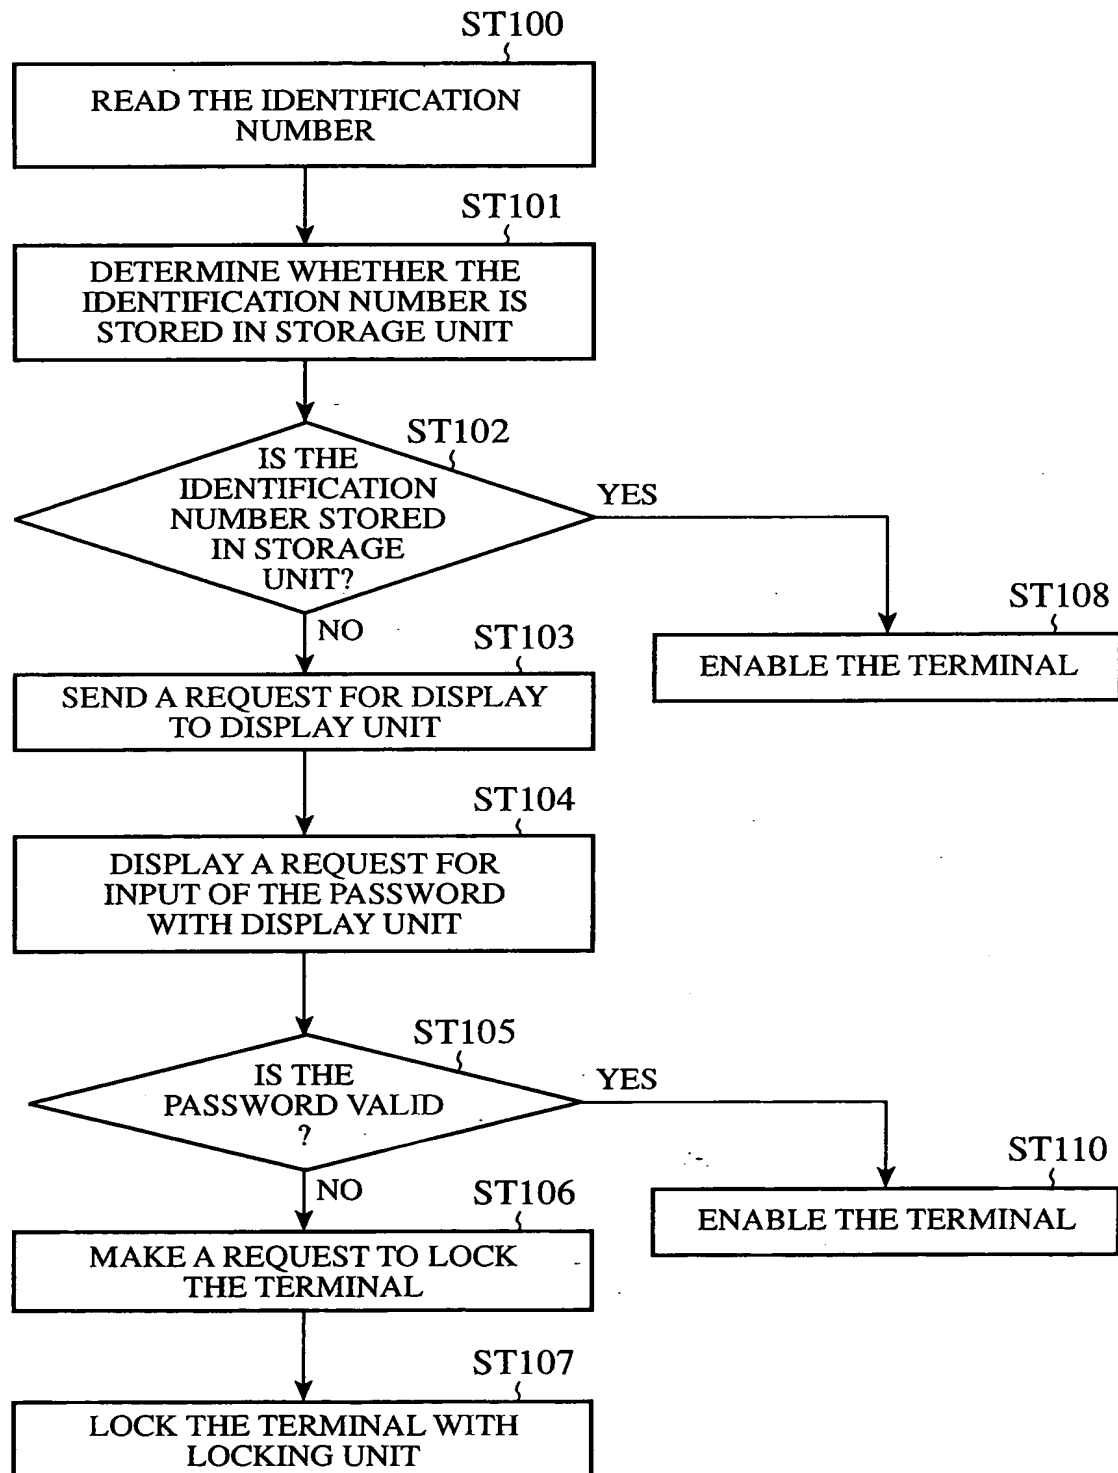 ST100
READ THE IDENTIFICATION
NUMBER
ST101
DETERMINE WHETHER THE
IDENTIFICATION NUMBER IS
STORED IN STORAGE UNIT
ST102
IS THE
IDENTIFICATION
NUMBER STORED
IN STORAGE
UNIT?
YES
NO
ST108
ENABLE THE TERMINAL
ST103
SEND A REQUEST FOR DISPLAY
TO DISPLAY UNIT
ST104
DISPLAY A REQUEST FOR
INPUT OF THE PASSWORD
WITH DISPLAY UNIT
ST105
IS THE
PASSWORD VALID
?
YES
NO
ST110
ENABLE THE TERMINAL
ST106
MAKE A REQUEST TO LOCK
THE TERMINAL
ST107
LOCK THE TERMINAL WITH
LOCKING UNIT